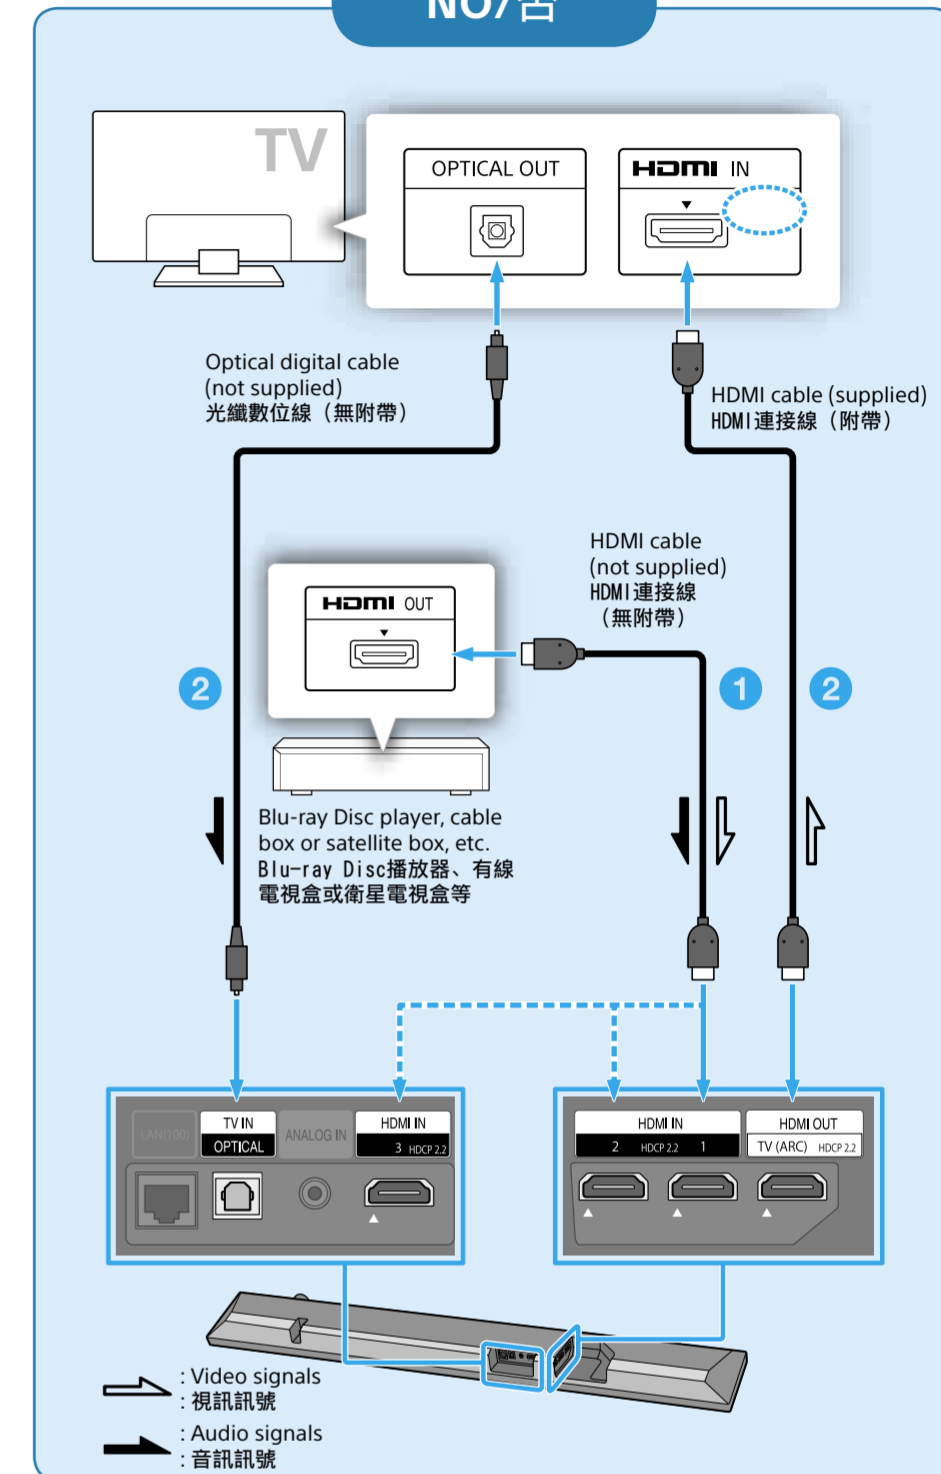 NO/否
TV
OPTICAL OUT
HDMI IN
Optical digital cable
(not supplied)
光纖數位線（無附帶）
HDMI cable (supplied)
HDMI連接線（附帶）
HDMI cable
(not supplied)
HDMI連接線
（無附帶）
HDMI OUT
2
1
2
Blu-ray Disc player, cable
box or satellite box, etc.
Blu-ray Disc播放器、有線
電視盒或衛星電視盒等
LAN(100)
TV IN
OPTICAL
ANALOG IN
HDMI IN
3 HDCP 2.2
HDMI IN
2 HDCP 2.2 1
HDMI OUT
TV (ARC) HDCP 2.2
: Video signals
: 視訊訊號
: Audio signals
: 音訊訊號